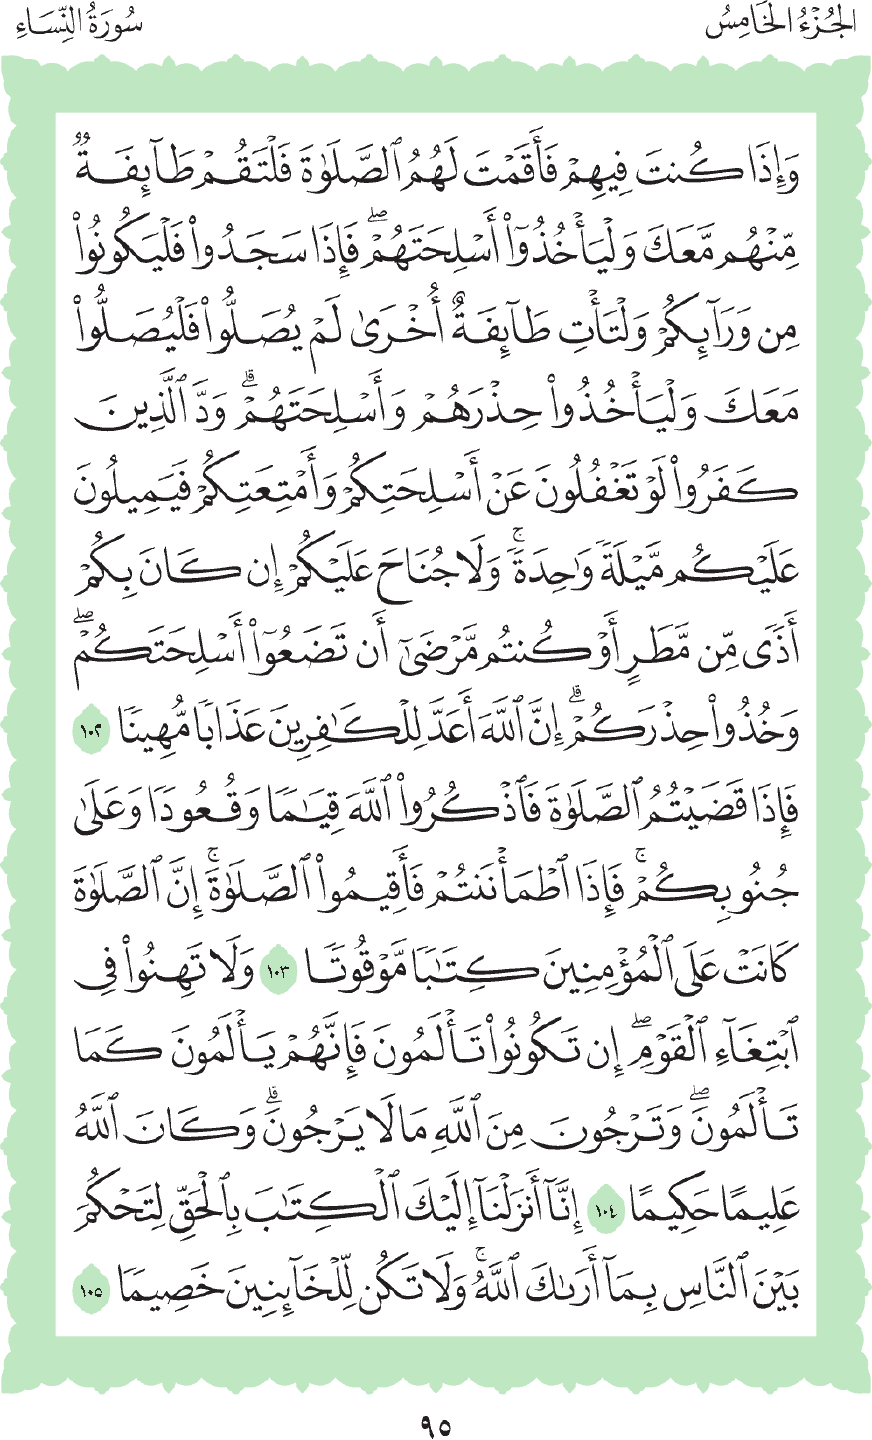 الجُزْءُ الخَامِسُ
سُورَةُ النِّسَاءِ
وَإِذَا كُنتَ فِيهِمْ فَأَقَمْتَ لَهُمُ ٱلصَّلَوٰةَ فَلْتَقُمْ طَآئِفَةٌ
مِّنْهُم مَّعَكَ وَلْيَأْخُذُوٓا۟ أَسْلِحَتَهُمْۖ فَإِذَا سَجَدُوا۟ فَلْيَكُونُوا۟
مِن وَرَآئِكُمْ وَلْتَأْتِ طَآئِفَةٌ أُخْرَىٰ لَمْ يُصَلُّوا۟ فَلْيُصَلُّوا۟
مَعَكَ وَلْيَأْخُذُوا۟ حِذْرَهُمْ وَأَسْلِحَتَهُمْۗ وَدَّ ٱلَّذِينَ
كَفَرُوا۟ لَوْ تَغْفُلُونَ عَنْ أَسْلِحَتِكُمْ وَأَمْتِعَتِكُمْ فَيَمِيلُونَ
عَلَيْكُم مَّيْلَةً وَٰحِدَةًۚ وَلَا جُنَاحَ عَلَيْكُمْ إِن كَانَ بِكُمْ
أَذًى مِّن مَّطَرٍ أَوْ كُنتُم مَّرْضَىٰٓ أَن تَضَعُوٓا۟ أَسْلِحَتَكُمْۖ
وَخُذُوا۟ حِذْرَكُمْۗ إِنَّ ٱللَّهَ أَعَدَّ لِلْكَٰفِرِينَ عَذَابًا مُّهِينًا ١٠٢
فَإِذَا قَضَيْتُمُ ٱلصَّلَوٰةَ فَٱذْكُرُوا۟ ٱللَّهَ قِيَٰمًا وَقُعُودًا وَعَلَىٰ
جُنُوبِكُمْۚ فَإِذَا ٱطْمَأْنَنتُمْ فَأَقِيمُوا۟ ٱلصَّلَوٰةَۚ إِنَّ ٱلصَّلَوٰةَ
كَانَتْ عَلَى ٱلْمُؤْمِنِينَ كِتَٰبًا مَّوْقُوتًا ١٠٣ وَلَا تَهِنُوا۟ فِى
ٱبْتِغَآءِ ٱلْقَوْمِۖ إِن تَكُونُوا۟ تَأْلَمُونَ فَإِنَّهُمْ يَأْلَمُونَ كَمَا
تَأْلَمُونَۖ وَتَرْجُونَ مِنَ ٱللَّهِ مَا لَا يَرْجُونَۗ وَكَانَ ٱللَّهُ
عَلِيمًا حَكِيمًا ١٠٤ إِنَّآ أَنزَلْنَآ إِلَيْكَ ٱلْكِتَٰبَ بِٱلْحَقِّ لِتَحْكُمَ
بَيْنَ ٱلنَّاسِ بِمَآ أَرَىٰكَ ٱللَّهُۚ وَلَا تَكُن لِّلْخَآئِنِينَ خَصِيمًا ١٠٥
٩٥